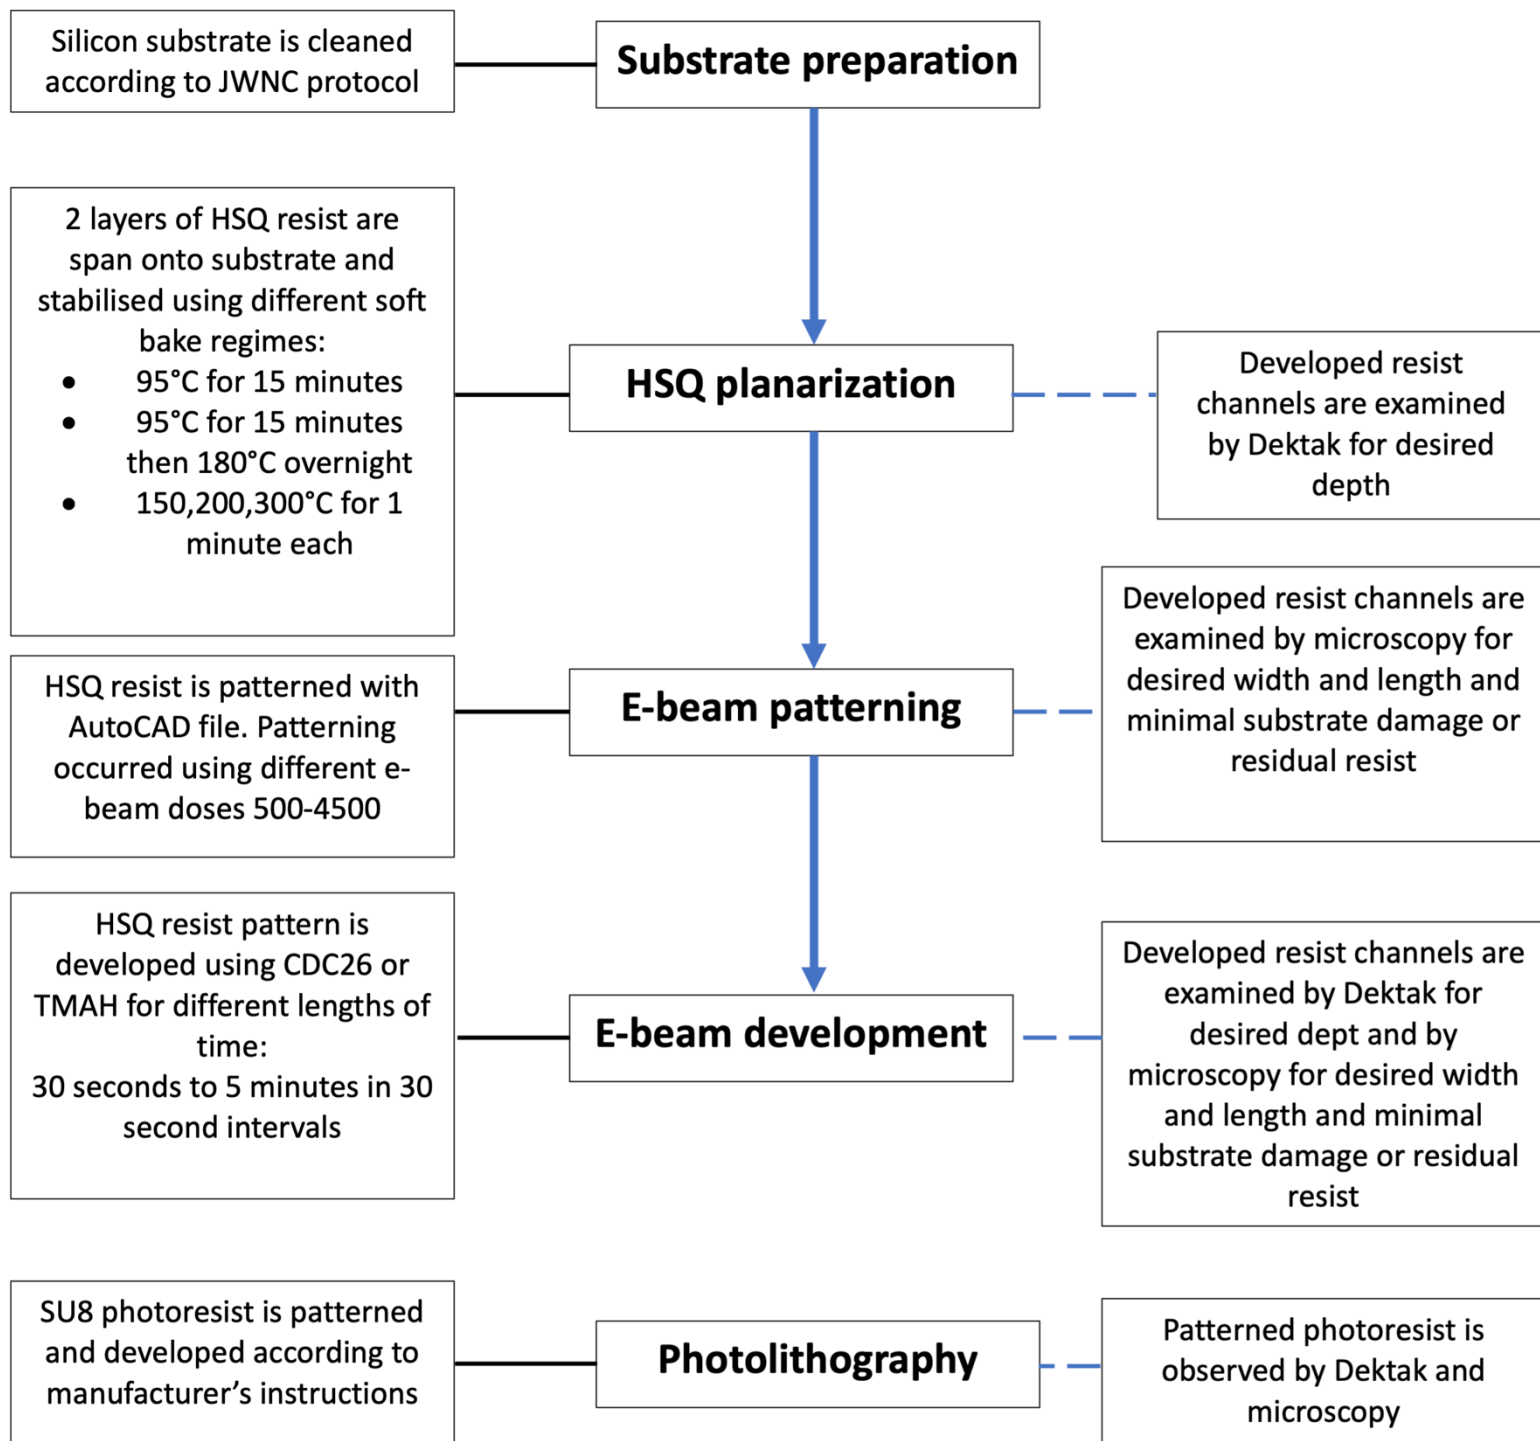 Silicon substrate is cleaned
according to JWNC protocol
Substrate preparation
2 layers of HSQ resist are
span onto substrate and
stabilised using different soft
bake regimes:
• 95°C for 15 minutes
• 95°C for 15 minutes
then 180°C overnight
• 150,200,300°C for 1
minute each
HSQ planarization
Developed resist
channels are examined
by Dektak for desired
depth
HSQ resist is patterned with
AutoCAD file. Patterning
occurred using different e-
beam doses 500-4500
E-beam patterning
Developed resist channels are
examined by microscopy for
desired width and length and
minimal substrate damage or
residual resist
HSQ resist pattern is
developed using CDC26 or
TMAH for different lengths of
time:
30 seconds to 5 minutes in 30
second intervals
E-beam development
Developed resist channels are
examined by Dektak for
desired dept and by
microscopy for desired width
and length and minimal
substrate damage or residual
resist
SU8 photoresist is patterned
and developed according to
manufacturer’s instructions
Photolithography
Patterned photoresist is
observed by Dektak and
microscopy